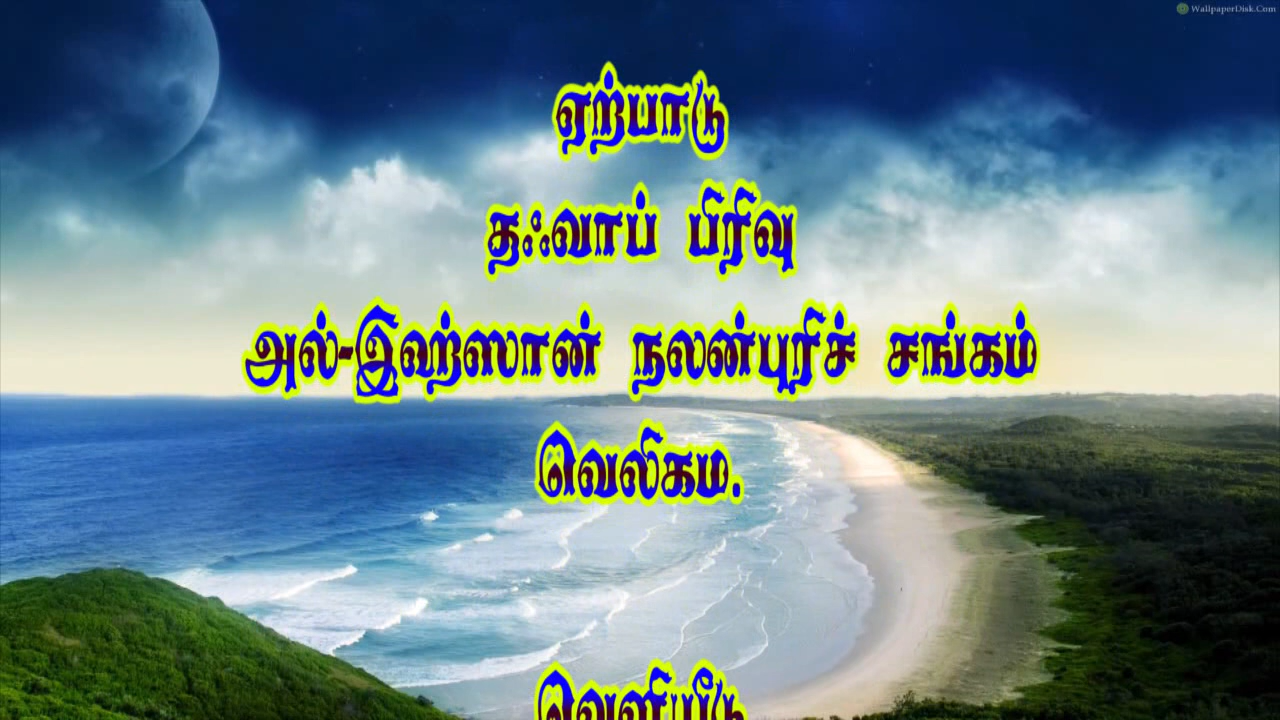 WallpaperDisk.Com
ஏற்பாடு
தஃவாப் பிரிவு
அல்-இஹ்ஸான் நலன்புரிச் சங்கம்
வெலிகம.
வெளியீடு